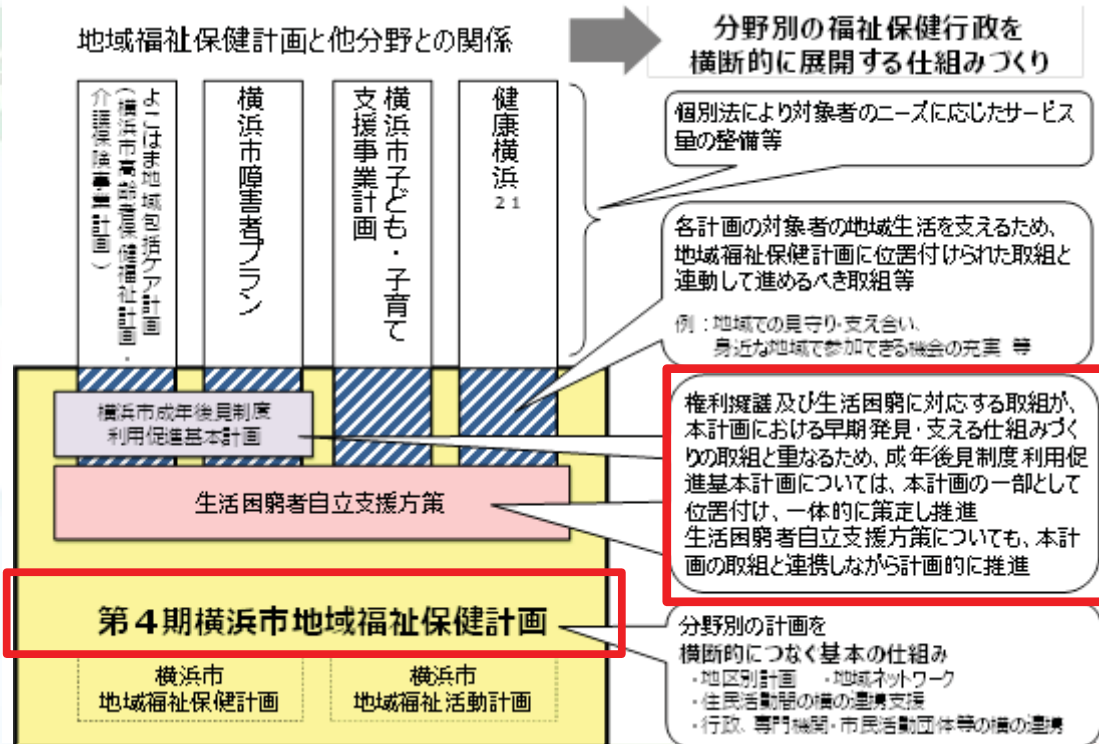 地域福祉保健計画と他分野との関係
分野別の福祉保健行政を
横断的に展開する仕組みづくり
よこはま地域包括ケア計画
（横浜市高齢者保健福祉計画・
介護保険事業計画）
横浜市障害者プラン
横浜市子ども・子育て
支援事業計画
健康横浜21
個別法により対象者のニーズに応じたサービス
量の整備等
各計画の対象者の地域生活を支えるため、
地域福祉保健計画に位置付けられた取組と
連動して進めるべき取組等
例：地域での見守り・支え合い、
身近な地域で参加できる機会の充実 等
横浜市成年後見制度
利用促進基本計画
生活困窮者自立支援方策
権利擁護及び生活困窮に対応する取組が、
本計画における早期発見・支える仕組みづく
りの取組と重なるため、成年後見制度利用促
進基本計画については、本計画の一部として
位置付け、一体的に策定し推進
生活困窮者自立支援方策についても、本計
画の取組と連携しながら計画的に推進
第4期横浜市地域福祉保健計画
横浜市
地域福祉保健計画
横浜市
地域福祉活動計画
分野別の計画を
横断的につなぐ基本の仕組み
・地区別計画 ・地域ネットワーク
・住民活動間の横の連携支援
・行政、専門機関・市民活動団体等の横の連携